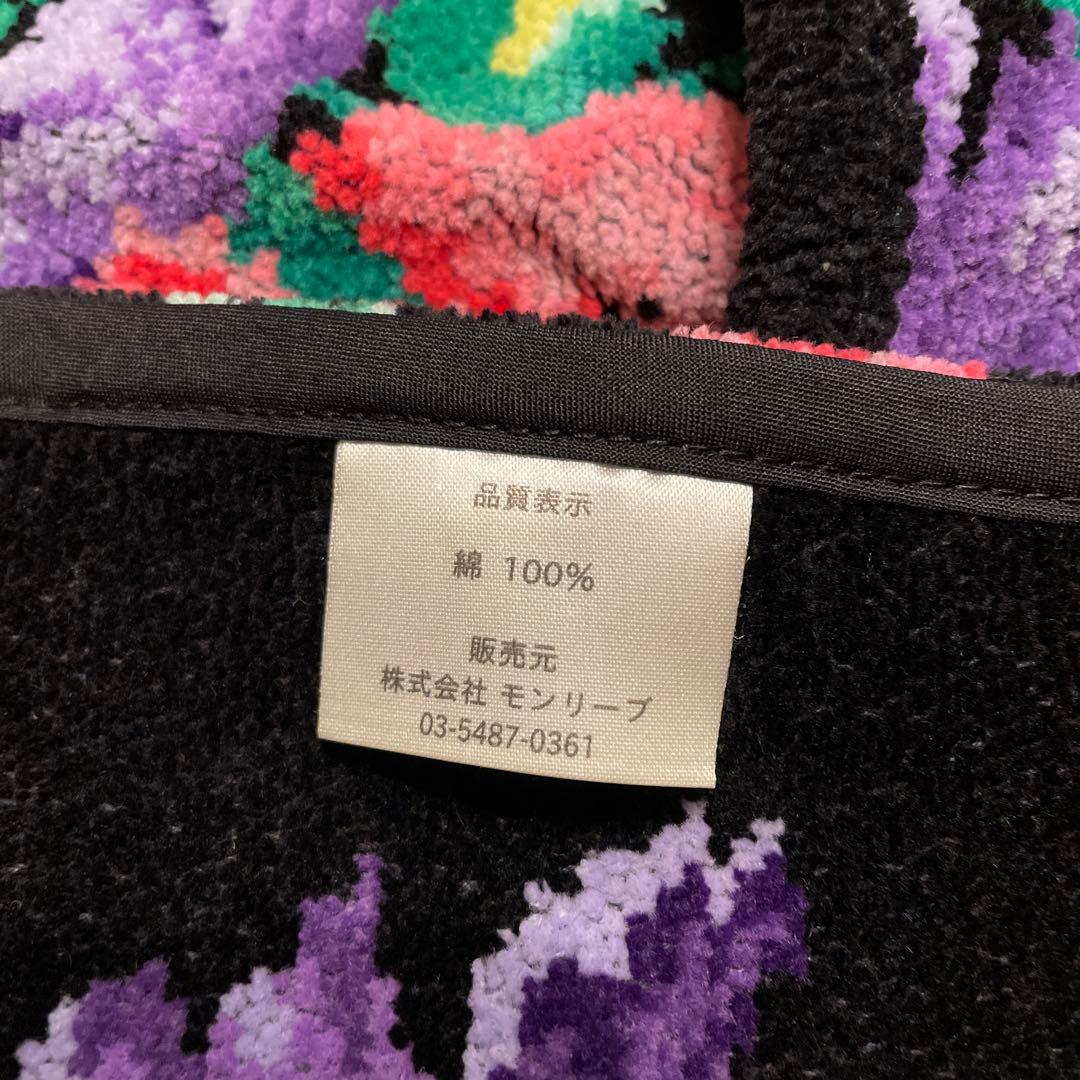 品質表示
綿 100%
販売元
株式会社 モンリーブ
03-5487-0361